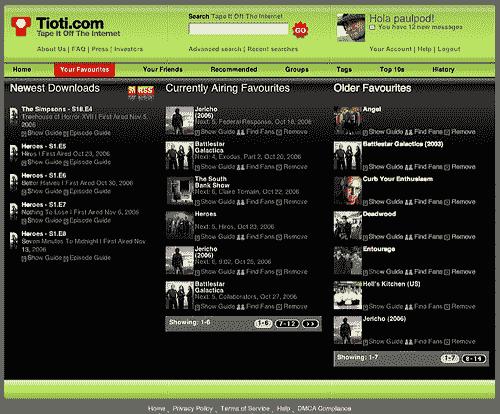 Tioti.com
Tape It Off The Internet
About Us | FAQ | Press | Investors
Search Tape It Off The Internet
GO
Advanced search | Recent searches
Hola paulpod!
You have 12 new messages
Your Account | Help | Logout
Home
Your Favourites
Your Friends
Recommended
Groups
Tags
Top 10s
History
Newest Downloads
RSS
The Simpsons - S18.E4
Treehouse of Horror XVII | First Aired Nov 5, 2006
Show Guide Episode Guide
Heroes - S1.E5
Hiros | First Aired Oct 23, 2006
Show Guide Episode Guide
Heroes - S1.E6
Better Halves | First Aired Oct 30, 2006
Show Guide Episode Guide
Heroes - S1.E7
Nothing To Lose | First Aired Nov 6, 2006
Show Guide Episode Guide
Heroes - S1.E8
Seven Minutes To Midnight | First Aired Nov 13, 2006
Show Guide Episode Guide
Currently Airing Favourites
Jericho
(2006)
Next: 5, Federal Response, Oct 18, 2006
Show Guide Find Fans Remove
Battlestar
Galactica
Next: 4, Exodus, Part 2, Oct 20, 2006
Show Guide Find Fans Remove
The South
Bank Show
Next: 6, Claire Tomalin, Oct 22, 2006
Show Guide Find Fans Remove
Heroes
Next: 5, Hiros, Oct 23, 2006
Show Guide Find Fans Remove
Jericho
(2006)
Next: 6, 9:02, Oct 25, 2006
Show Guide Find Fans Remove
Battlestar
Galactica
Next: 5, Collaborators, Oct 27, 2006
Show Guide Find Fans Remove
Showing: 1-6
1-6
7-12
>>
Older Favourites
Angel
Show Guide Find Fans Remove
Battlestar Galactica (2003)
Show Guide Find Fans Remove
Curb Your Enthusiasm
Show Guide Find Fans Remove
Deadwood
Show Guide Find Fans Remove
Entourage
Show Guide Find Fans Remove
Hell's Kitchen (US)
Show Guide Find Fans Remove
Jericho (2006)
Show Guide Find Fans Remove
Showing: 1-7
1-7
8-14
Home Privacy Policy Terms of Service Help DMCA Compliance